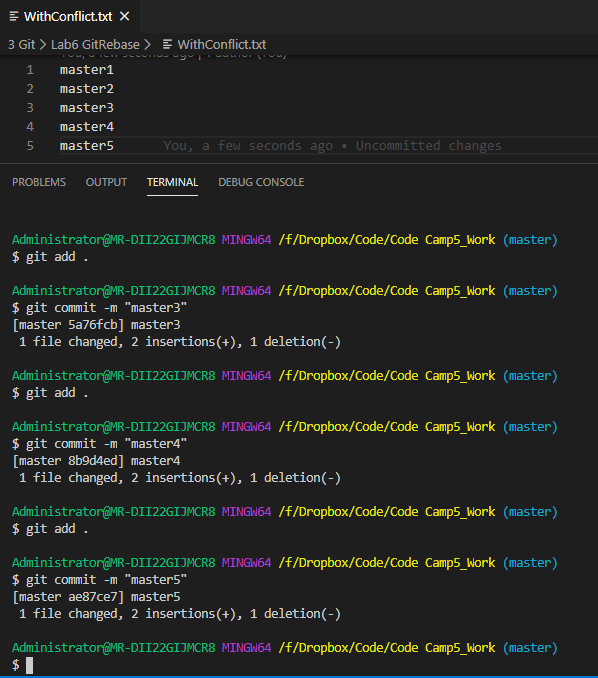 WithConflict.txt
3 Git > Lab6 GitRebase > WithConflict.txt
You, a few seconds ago | 1 author (You)
1 master1
2 master2
3 master3
4 master4
5 master5 You, a few seconds ago • Uncommitted changes
PROBLEMS OUTPUT TERMINAL DEBUG CONSOLE
Administrator@MR-DII22GIJMCR8 MINGW64 /f/Dropbox/Code/Code Camp5_Work (master)
$ git add .
Administrator@MR-DII22GIJMCR8 MINGW64 /f/Dropbox/Code/Code Camp5_Work (master)
$ git commit -m "master3"
[master 5a76fcb] master3
1 file changed, 2 insertions(+), 1 deletion(-)
Administrator@MR-DII22GIJMCR8 MINGW64 /f/Dropbox/Code/Code Camp5_Work (master)
$ git add .
Administrator@MR-DII22GIJMCR8 MINGW64 /f/Dropbox/Code/Code Camp5_Work (master)
$ git commit -m "master4"
[master 8b9d4ed] master4
1 file changed, 2 insertions(+), 1 deletion(-)
Administrator@MR-DII22GIJMCR8 MINGW64 /f/Dropbox/Code/Code Camp5_Work (master)
$ git add .
Administrator@MR-DII22GIJMCR8 MINGW64 /f/Dropbox/Code/Code Camp5_Work (master)
$ git commit -m "master5"
[master ae87ce7] master5
1 file changed, 2 insertions(+), 1 deletion(-)
Administrator@MR-DII22GIJMCR8 MINGW64 /f/Dropbox/Code/Code Camp5_Work (master)
$